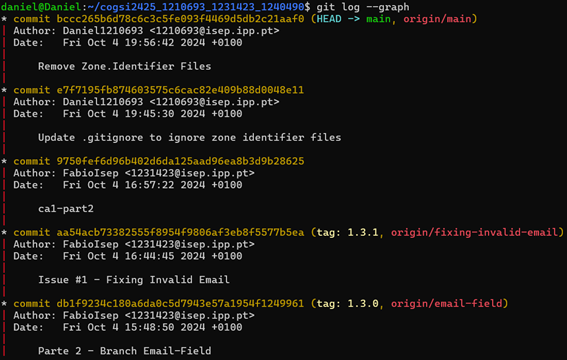 daniel@Daniel:~/cogsi2425_1210693_1231423_1240490$ git log --graph
* commit bccc265b6d78c6c3c5fe093f4469d5db2c21aaf0 (HEAD -> main, origin/main)
| Author: Daniel1210693 <1210693@isep.ipp.pt>
| Date:   Fri Oct 4 19:56:42 2024 +0100
|
|     Remove Zone.Identifier Files
|
* commit e7f7195fb874603575c6cac82e409b88d0048e11
| Author: Daniel1210693 <1210693@isep.ipp.pt>
| Date:   Fri Oct 4 19:45:30 2024 +0100
|
|     Update .gitignore to ignore zone identifier files
|
* commit 9750fef6d96b402d6da125aad96ea8b3d9b28625
| Author: FabioIsep <1231423@isep.ipp.pt>
| Date:   Fri Oct 4 16:57:22 2024 +0100
|
|     ca1-part2
|
* commit aa54acb73382555f8954f9806af3eb8f5577b5ea (tag: 1.3.1, origin/fixing-invalid-email)
| Author: FabioIsep <1231423@isep.ipp.pt>
| Date:   Fri Oct 4 16:44:45 2024 +0100
|
|     Issue #1 - Fixing Invalid Email
|
* commit db1f9234c180a6da0c5d7943e57a1954f1249961 (tag: 1.3.0, origin/email-field)
| Author: FabioIsep <1231423@isep.ipp.pt>
| Date:   Fri Oct 4 15:48:50 2024 +0100
|
|     Parte 2 - Branch Email-Field